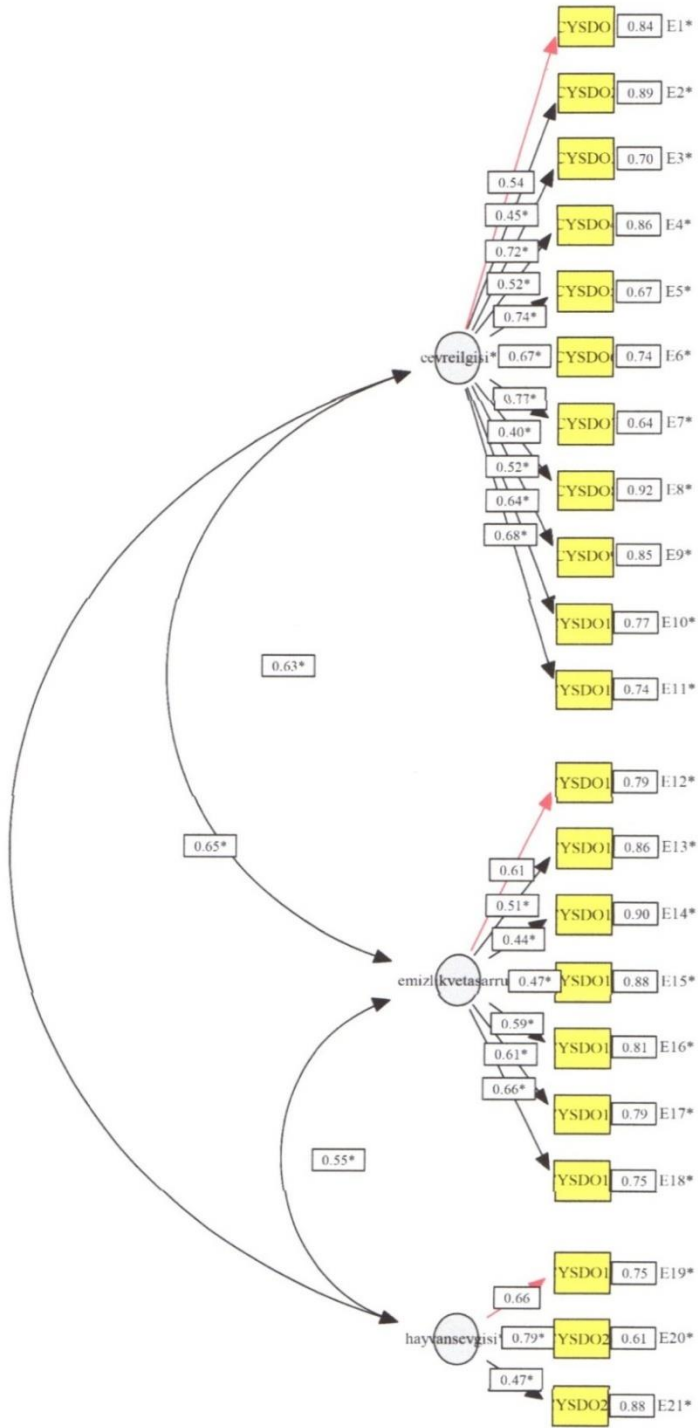 CYSDO 0.84 E1*
CYSDO 0.89 E2*
0.54
CYSDO 0.70 E3*
0.45*
CYSDO 0.86 E4*
0.72*
0.52*
CYSDO 0.67 E5*
0.74*
cevreilgisi* 0.67* CYSDO 0.74 E6*
0.77*
CYSDO 0.64 E7*
0.40*
0.52*
CYSDO 0.92 E8*
0.64*
0.68*
CYSDO 0.85 E9*
YSDO1 0.77 E10*
0.63*
YSDO1 0.74 E11*
YSDO1 0.79 E12*
0.65*
YSDO1 0.86 E13*
0.61
0.51*
YSDO1 0.90 E14*
0.44*
emizlikvetasarru 0.47* YSDO1 0.88 E15*
0.59*
YSDO1 0.81 E16*
0.61*
0.66*
YSDO1 0.79 E17*
0.55*
YSDO1 0.75 E18*
YSDO1 0.75 E19*
0.66
hayvansevgisi 0.79* YSDO2 0.61 E20*
0.47*
YSDO2 0.88 E21*